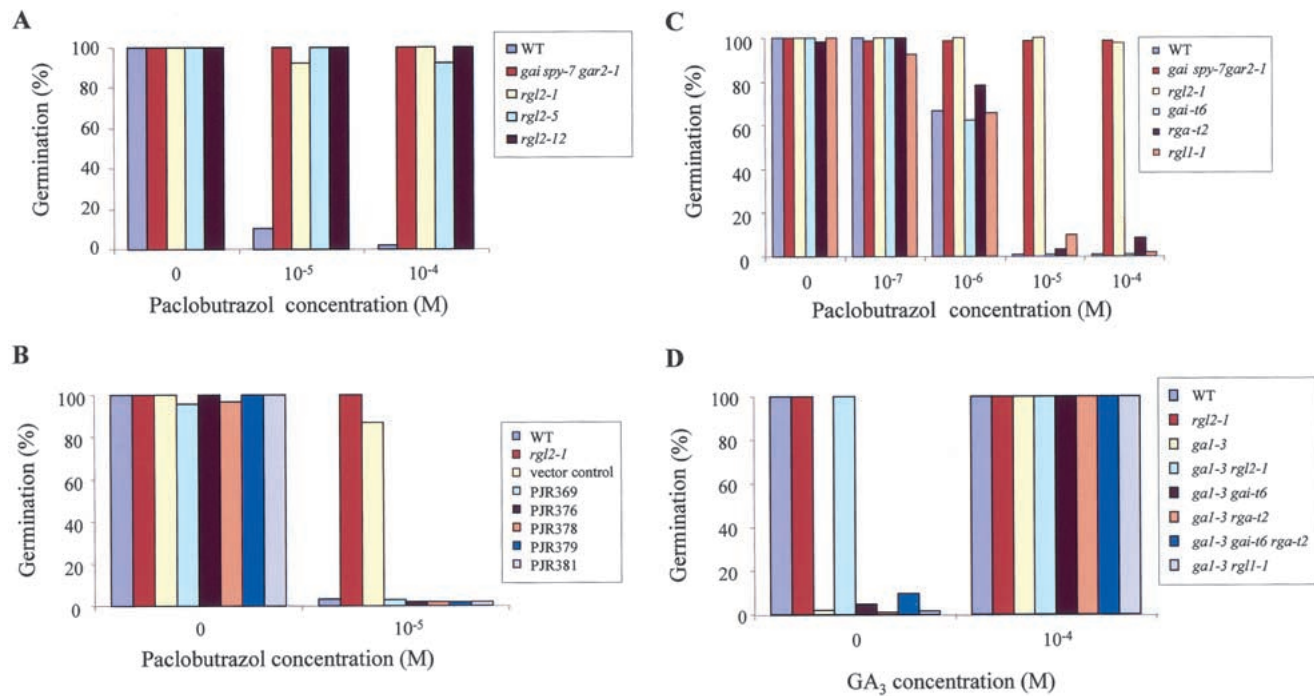 A
Germination (%)
100
80
60
40
20
0
0
10-5
10-4
Paclobutrazol concentration (M)
WT
gai spy-7 gar2-1
rgl2-1
rgl2-5
rgl2-12
B
Germination (%)
100
80
60
40
20
0
0
10-5
Paclobutrazol concentration (M)
WT
rgl2-1
vector control
PJR369
PJR376
PJR378
PJR379
PJR381
C
Germination (%)
100
80
60
40
20
0
0
10-7
10-6
10-5
10-4
Paclobutrazol concentration (M)
WT
gai spy-7gar2-1
rgl2-1
gai-t6
rga-t2
rgl1-1
D
Germination (%)
100
80
60
40
20
0
0
10-4
GA3 concentration (M)
WT
rgl2-1
ga1-3
ga1-3 rgl2-1
ga1-3 gai-t6
ga1-3 rga-t2
ga1-3 gai-t6 rga-t2
ga1-3 rgl1-1